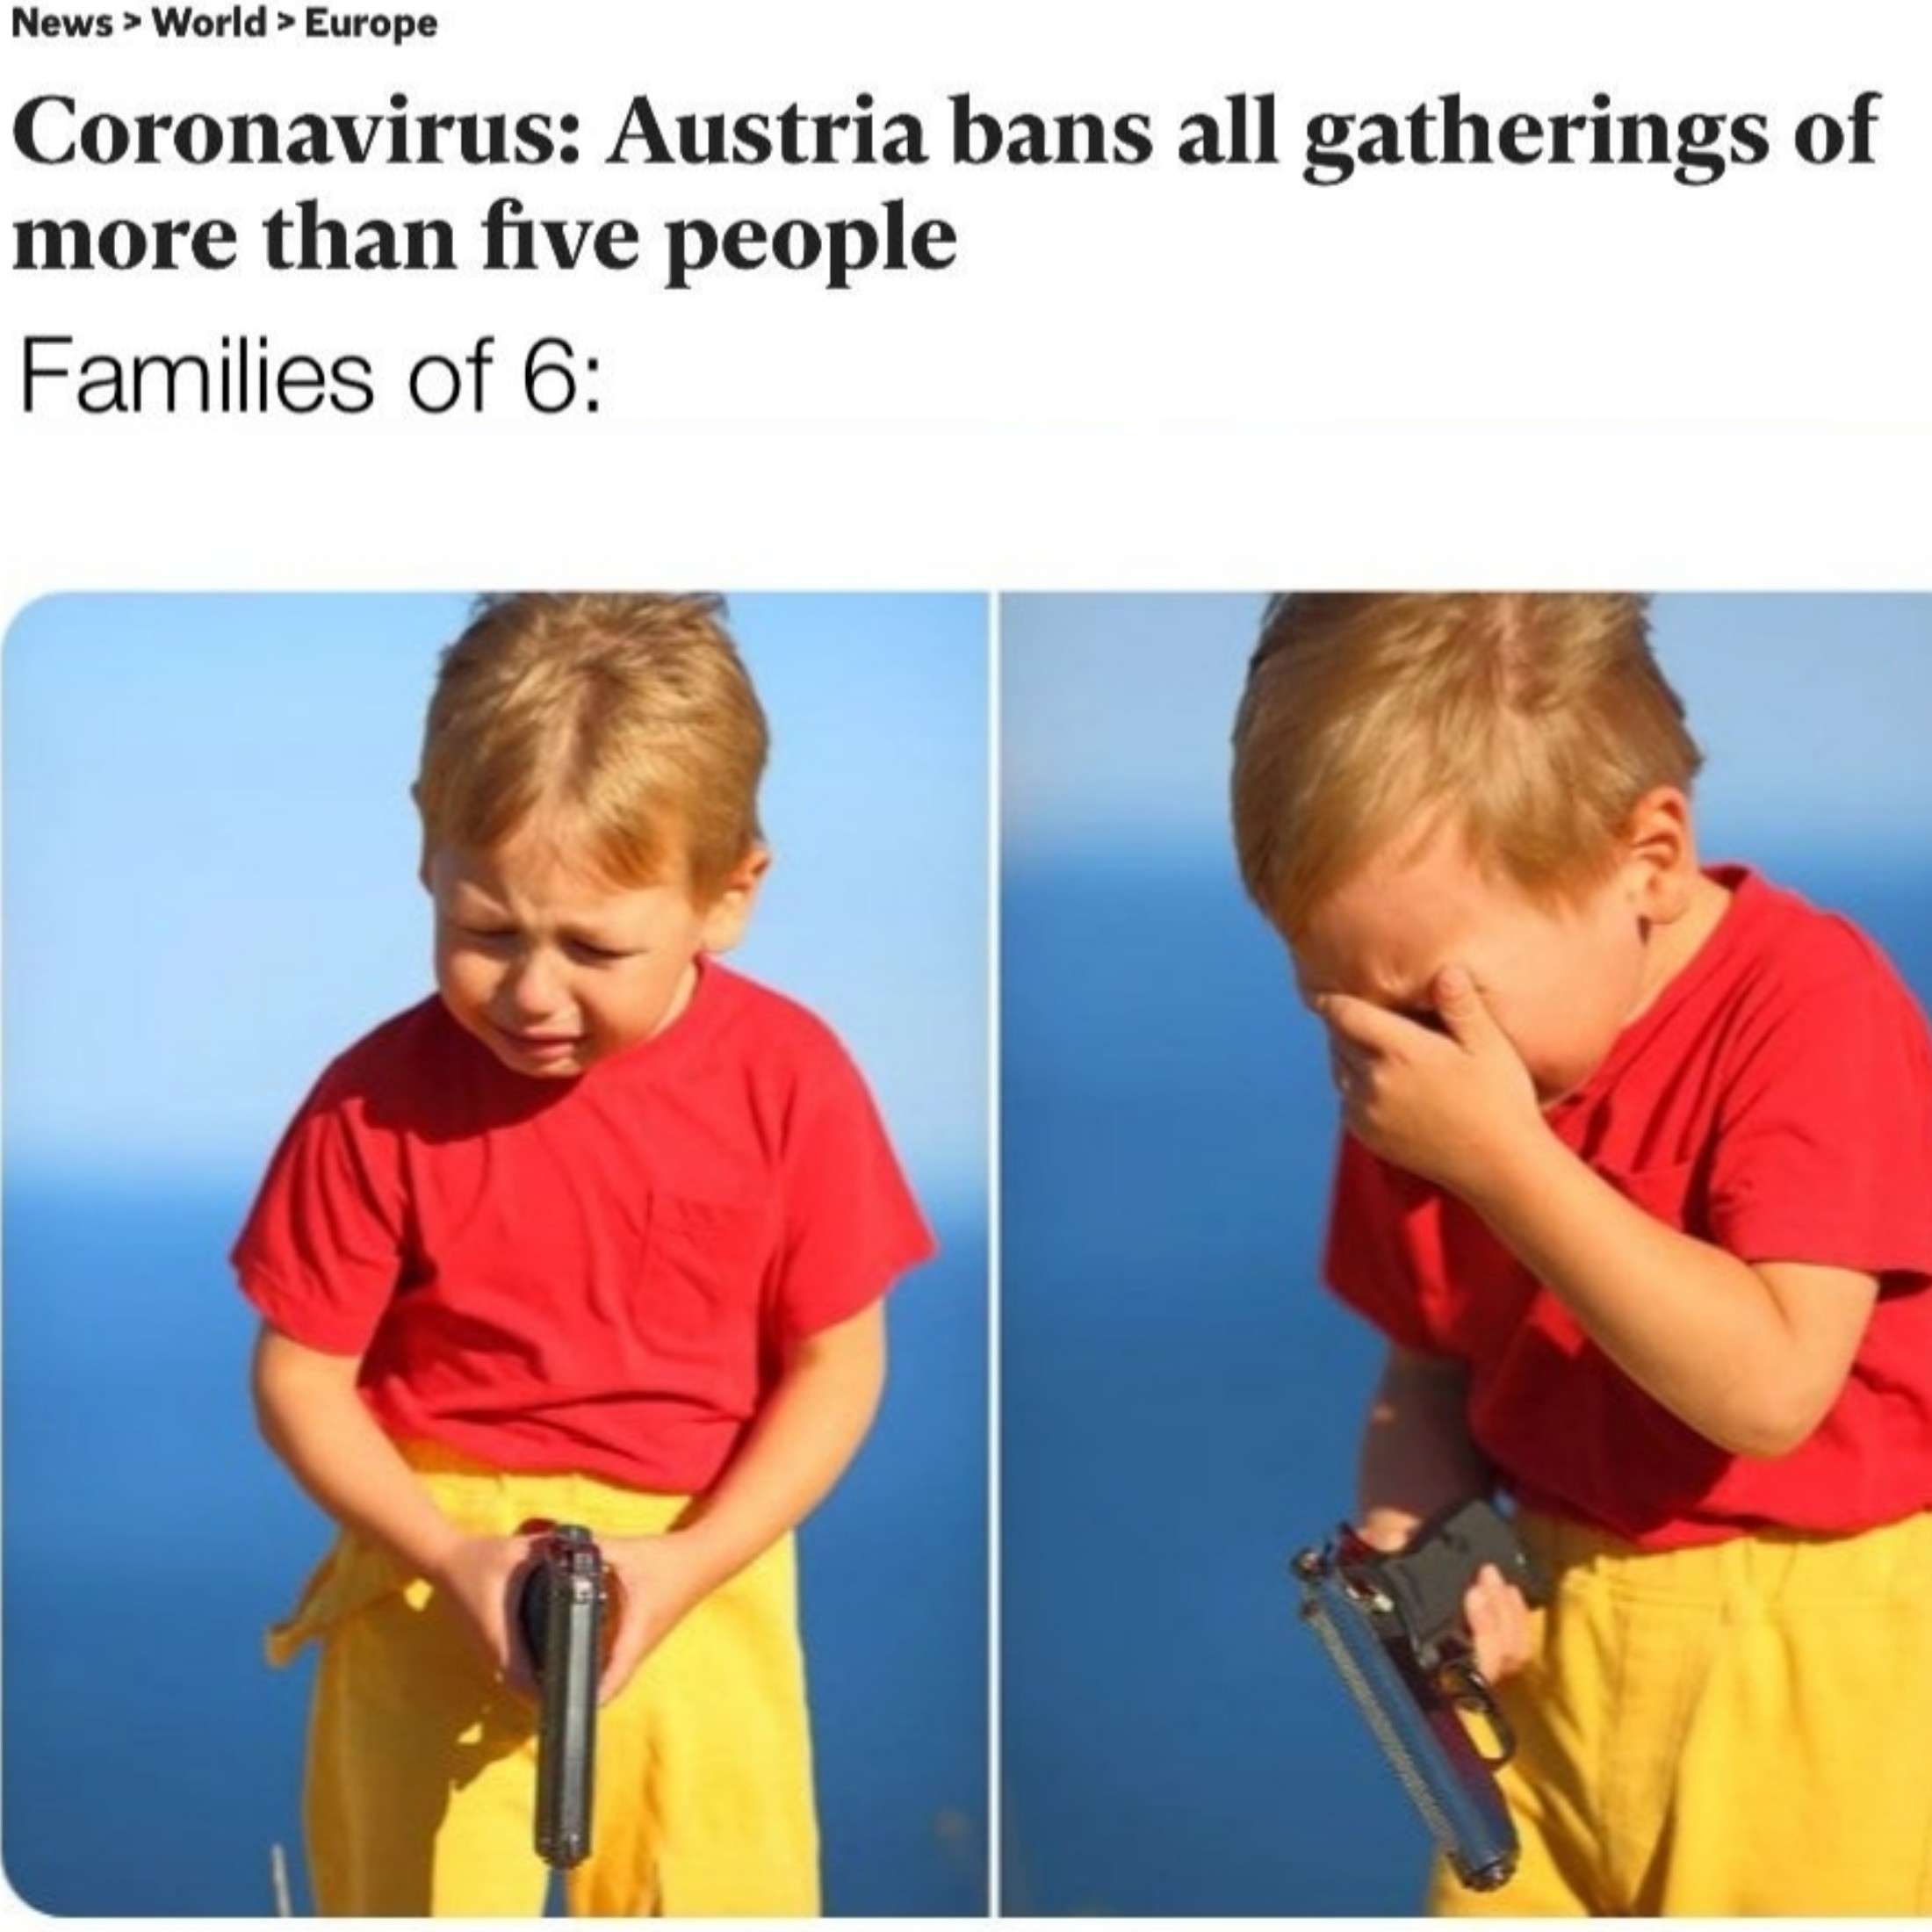 News > World > Europe
Coronavirus: Austria bans all gatherings of
more than five people
Families of 6: